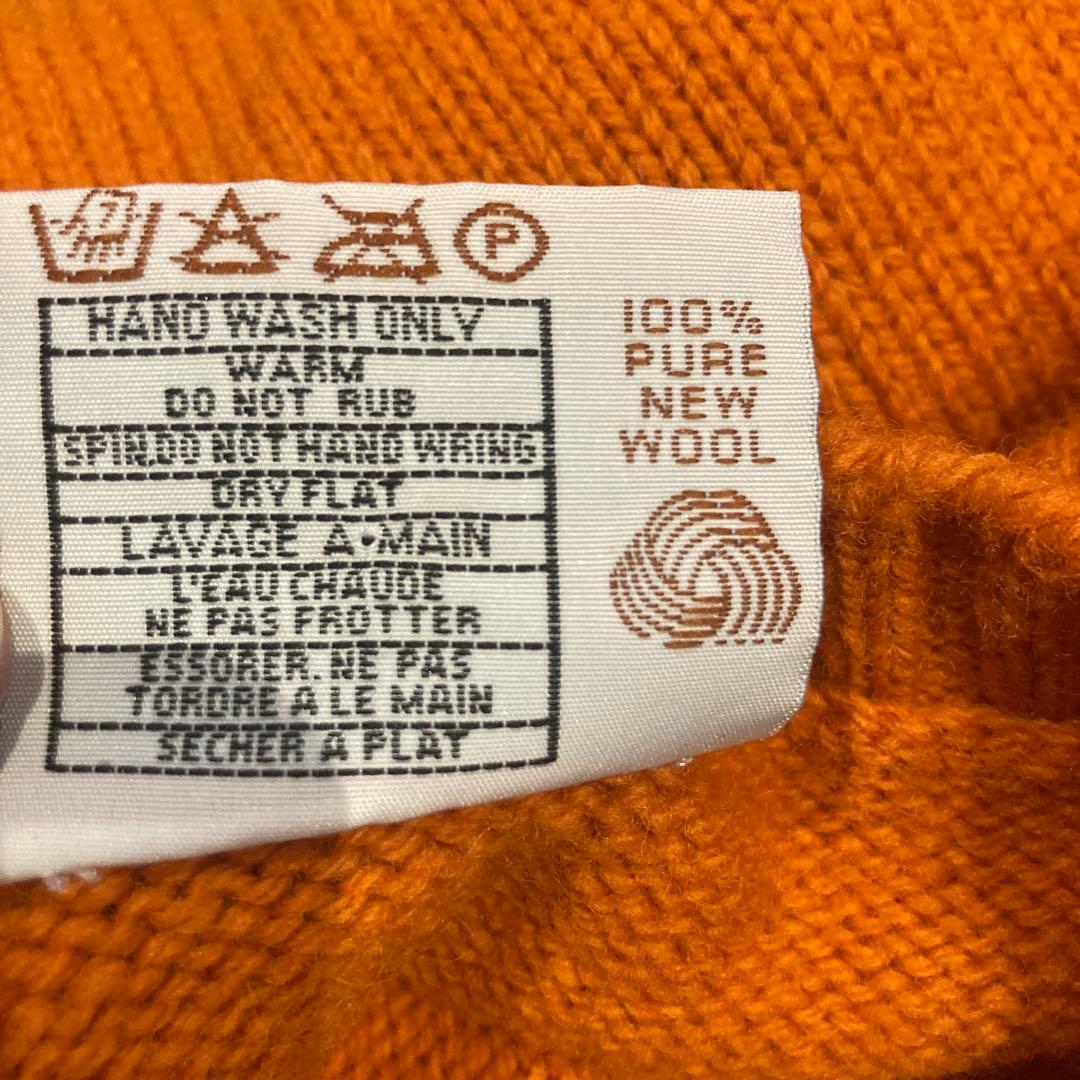 7
P
HAND WASH ONLY
WARM
DO NOT RUB
SPIN,DO NOT HAND WRING
DRY FLAT
LAVAGE A•MAIN
L'EAU CHAUDE
NE PAS FROTTER
ESSORER. NE PAS
TORDRE A LE MAIN
SECHER A PLAT
100%
PURE
NEW
WOOL